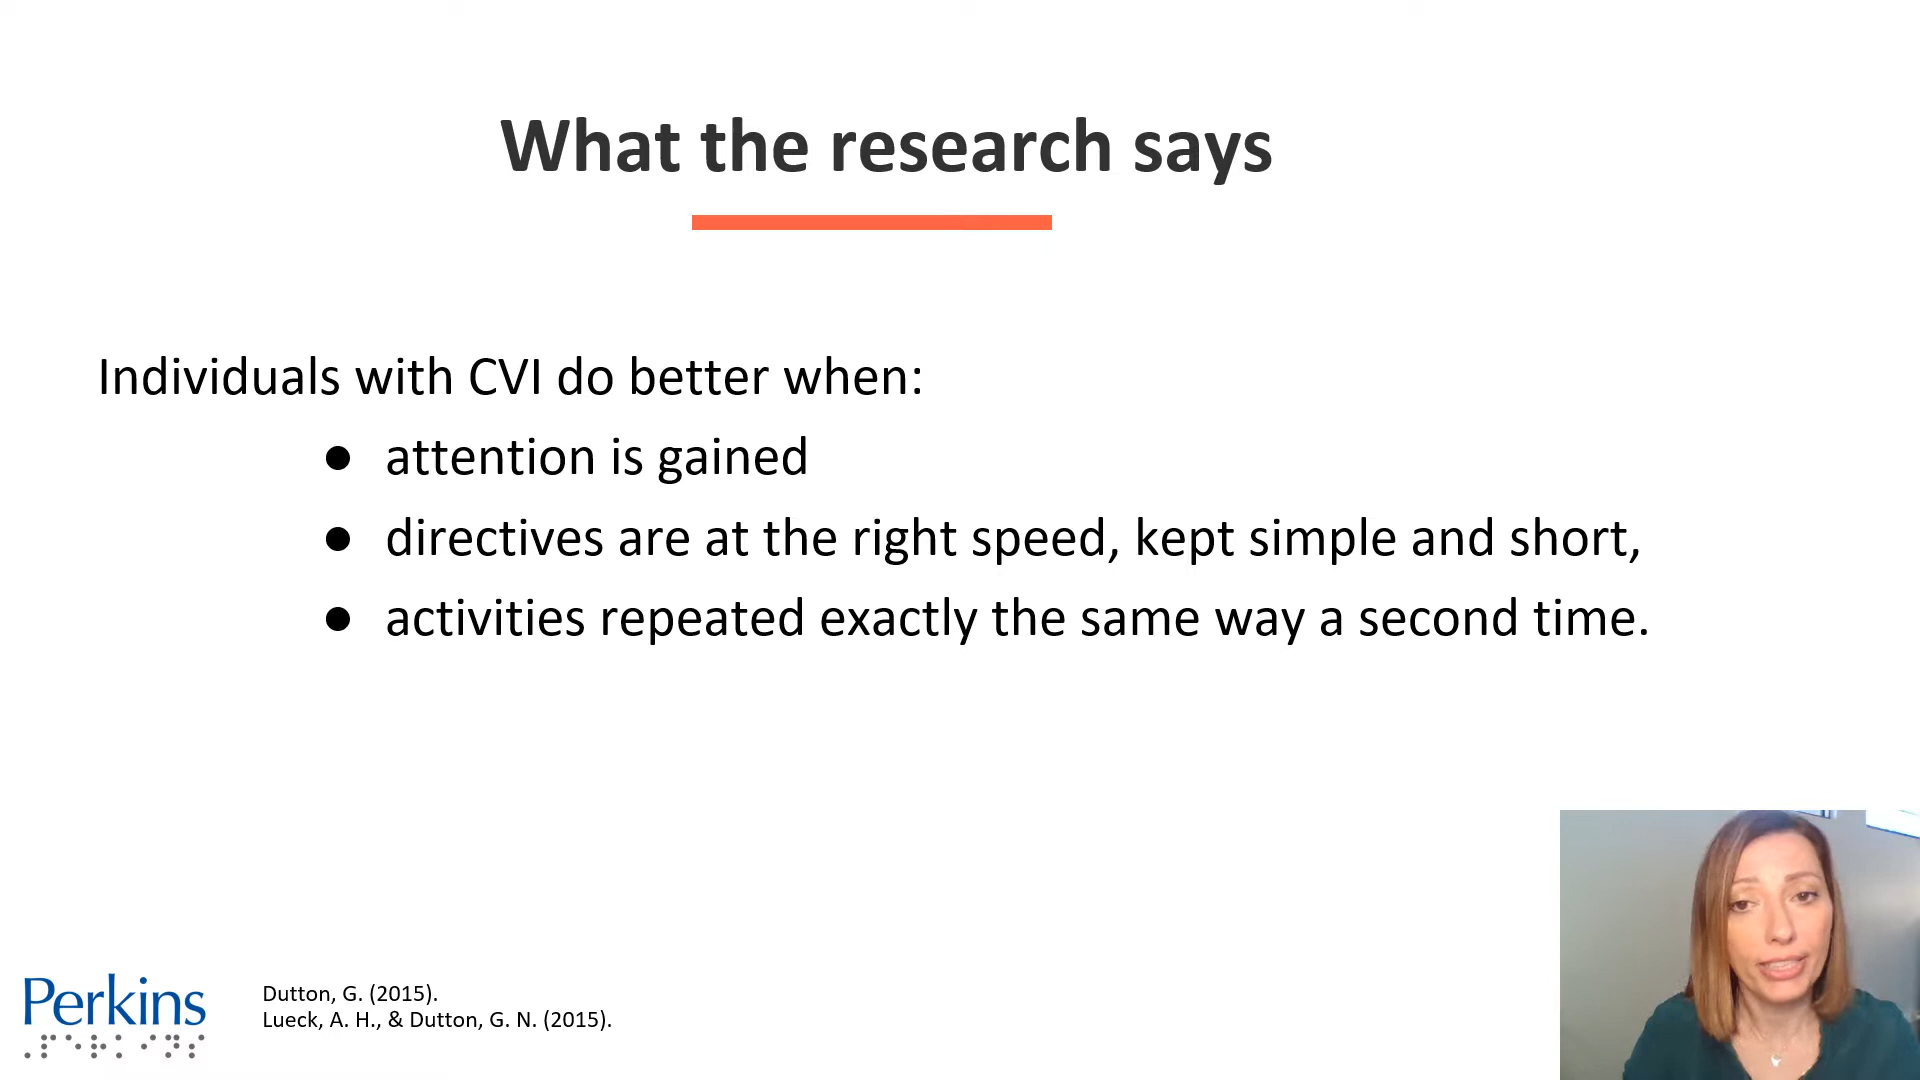 What the research says
Individuals with CVI do better when:
● attention is gained
● directives are at the right speed, kept simple and short,
● activities repeated exactly the same way a second time.
Perkins
Dutton, G. (2015).
Lueck, A. H., & Dutton, G. N. (2015).